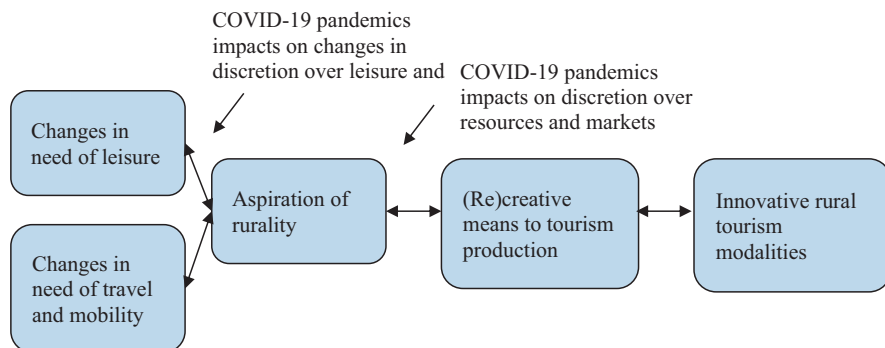 COVID-19 pandemics
impacts on changes in
discretion over leisure and
COVID-19 pandemics
impacts on discretion over
resources and markets
Changes in
need of leisure
Aspiration of
rurality
(Re)creative
means to tourism
production
Innovative rural
tourism
modalities
Changes in
need of travel
and mobility